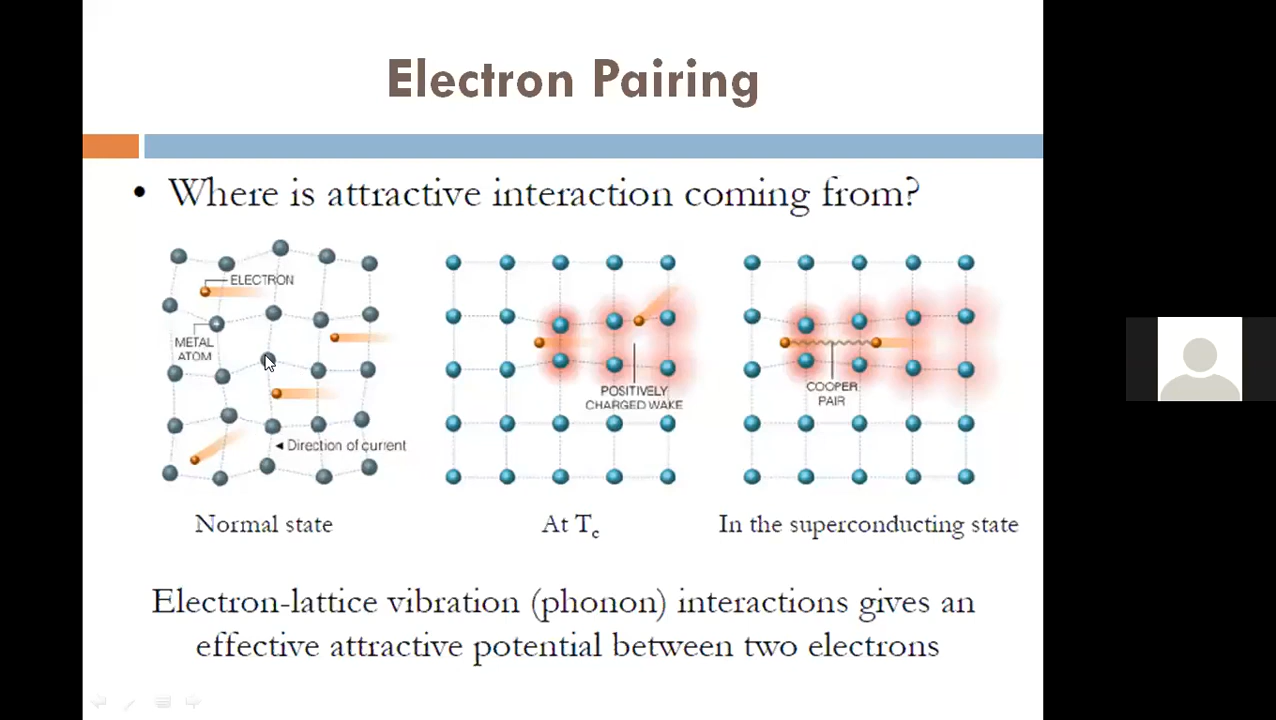 Electron Pairing
• Where is attractive interaction coming from?
ELECTRON
METAL
ATOM
◄ Direction of current
POSITIVELY
CHARGED WAKE
COOPER
PAIR
Normal state
At Tc
In the superconducting state
Electron-lattice vibration (phonon) interactions gives an
effective attractive potential between two electrons